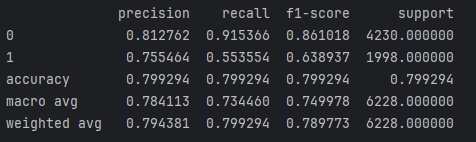 precision recall f1-score support
0 0.812762 0.915366 0.861018 4230.000000
1 0.755464 0.553554 0.638937 1998.000000
accuracy 0.799294 0.799294 0.799294 0.799294
macro avg 0.784113 0.734460 0.749978 6228.000000
weighted avg 0.794381 0.799294 0.789773 6228.000000